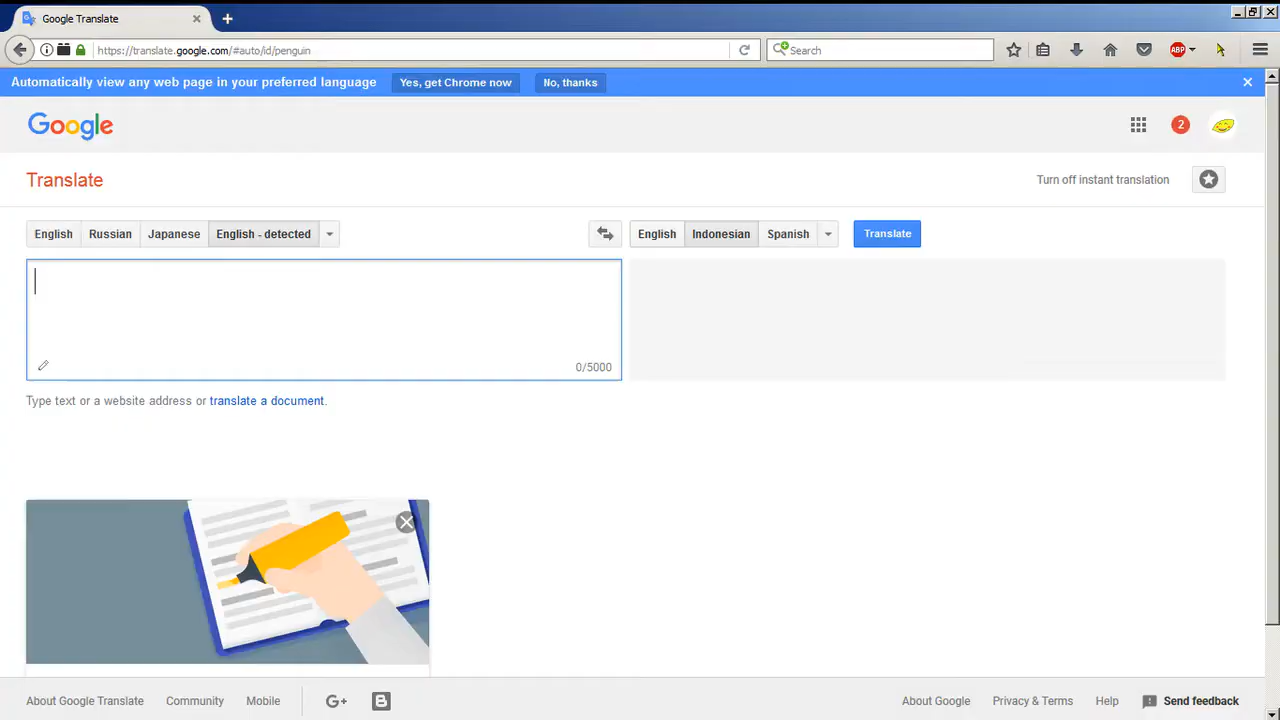 Google Translate
https://translate.google.com/#auto/id/penguin
Search
ABP
Automatically view any web page in your preferred language
Yes, get Chrome now
No, thanks
Google
2
Translate
Turn off instant translation
English
Russian
Japanese
English - detected
English
Indonesian
Spanish
Translate
0/5000
Type text or a website address or translate a document.
About Google Translate
Community
Mobile
G+
B
About Google
Privacy & Terms
Help
Send feedback